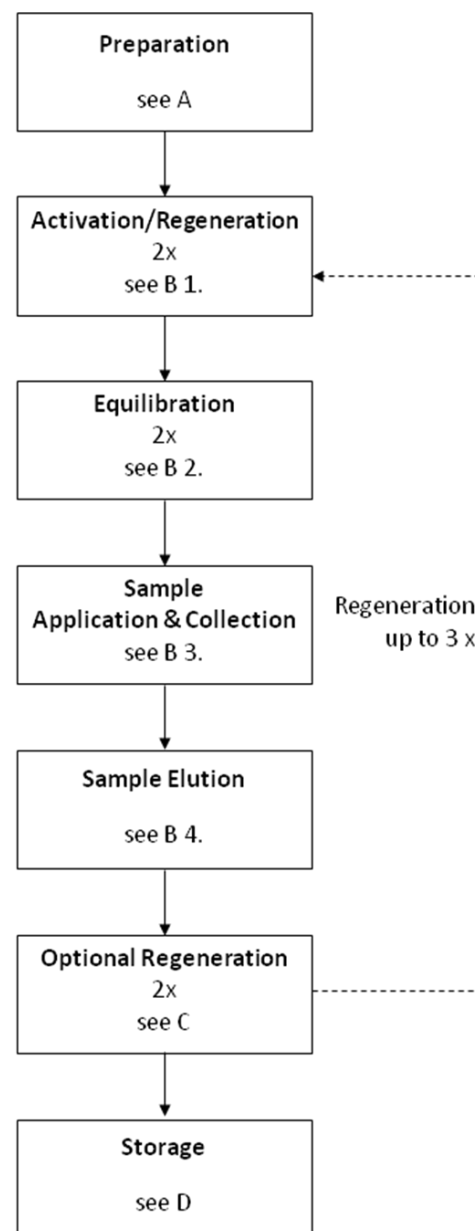 Preparation
see A
Activation/Regeneration
2x
see B 1.
Equilibration
2x
see B 2.
Sample
Application & Collection
see B 3.
Regeneration
up to 3 x
Sample Elution
see B 4.
Optional Regeneration
2x
see C
Storage
see D